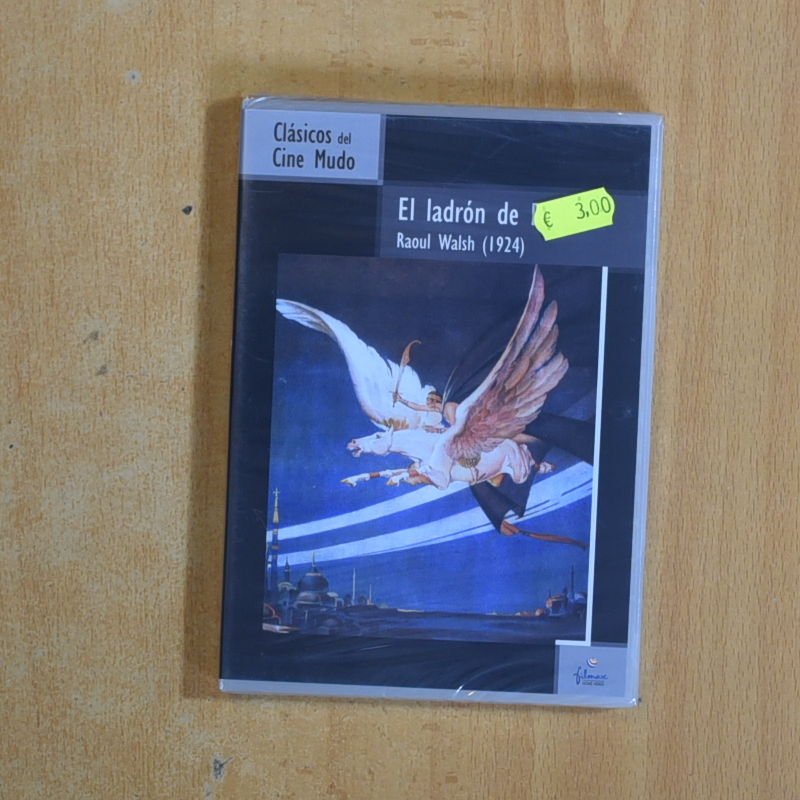 Clásicos del
Cine Mudo
El ladrón de
€ 3,00
Raoul Walsh (1924)
filmax